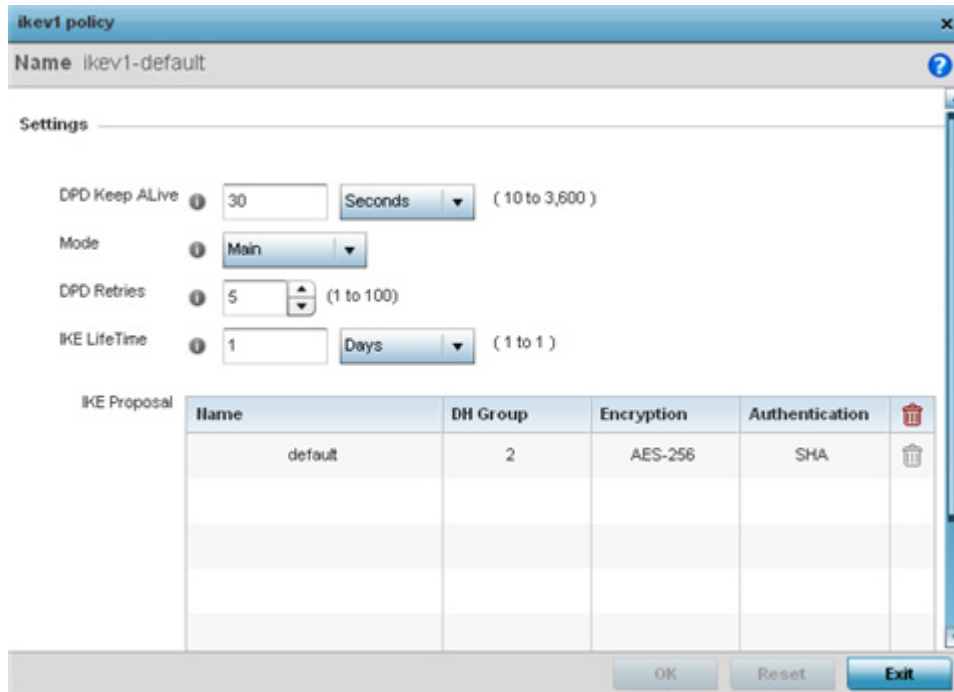 ikev1 policy
Name ikev1-default
Settings
DPD Keep ALive 30 Seconds ( 10 to 3,600 )
Mode Main
DPD Retries 5 (1 to 100)
IKE LifeTime 1 Days ( 1 to 1 )
IKE Proposal
Name DH Group Encryption Authentication
default 2 AES-256 SHA
OK Reset Exit